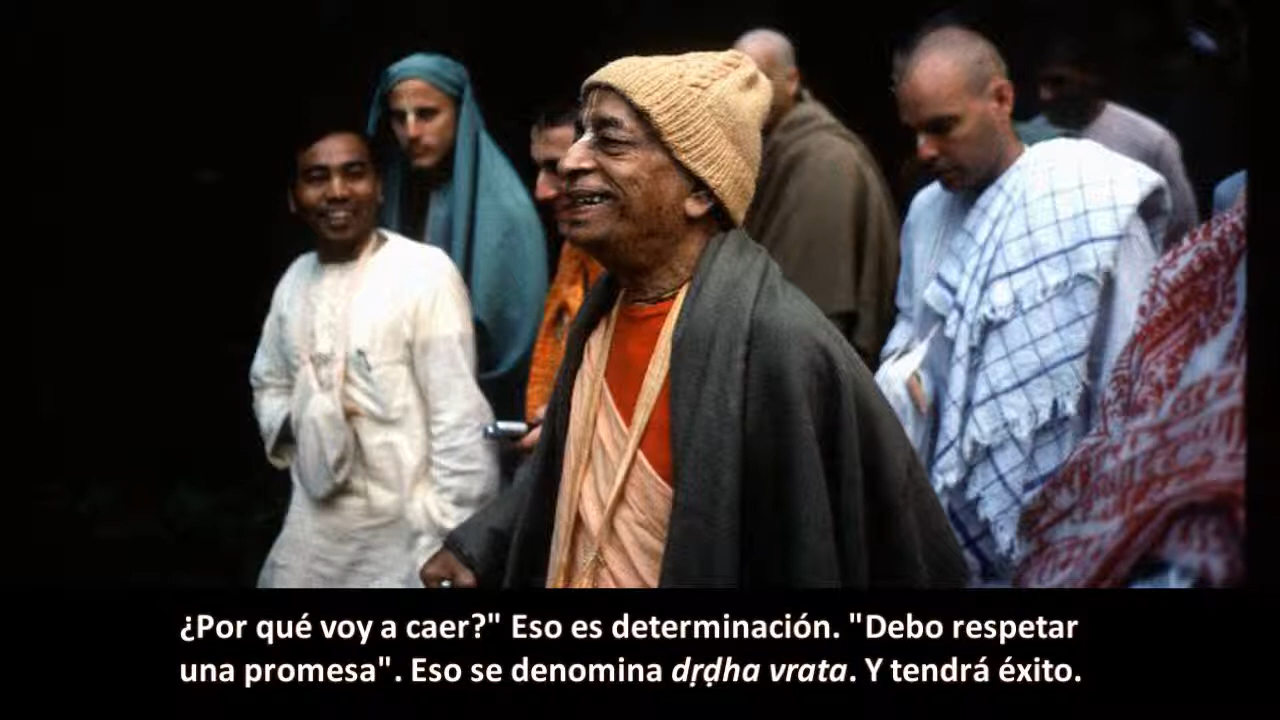 ¿Por qué voy a caer?" Eso es determinación. "Debo respetar
una promesa". Eso se denomina dṛḍha vrata. Y tendrá éxito.